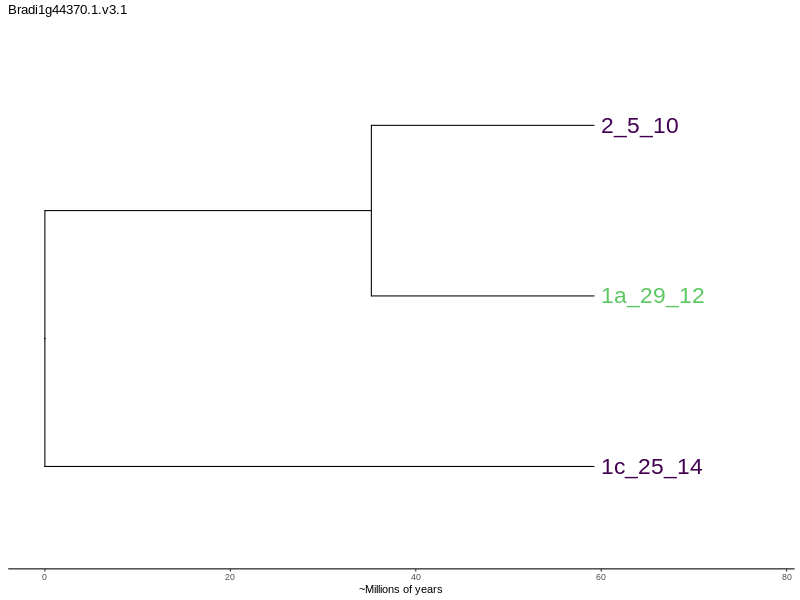 Bradi1g44370.1.v3.1
2_5_10
1a_29_12
1c_25_14
0 20 40 60 80
~Millions of years